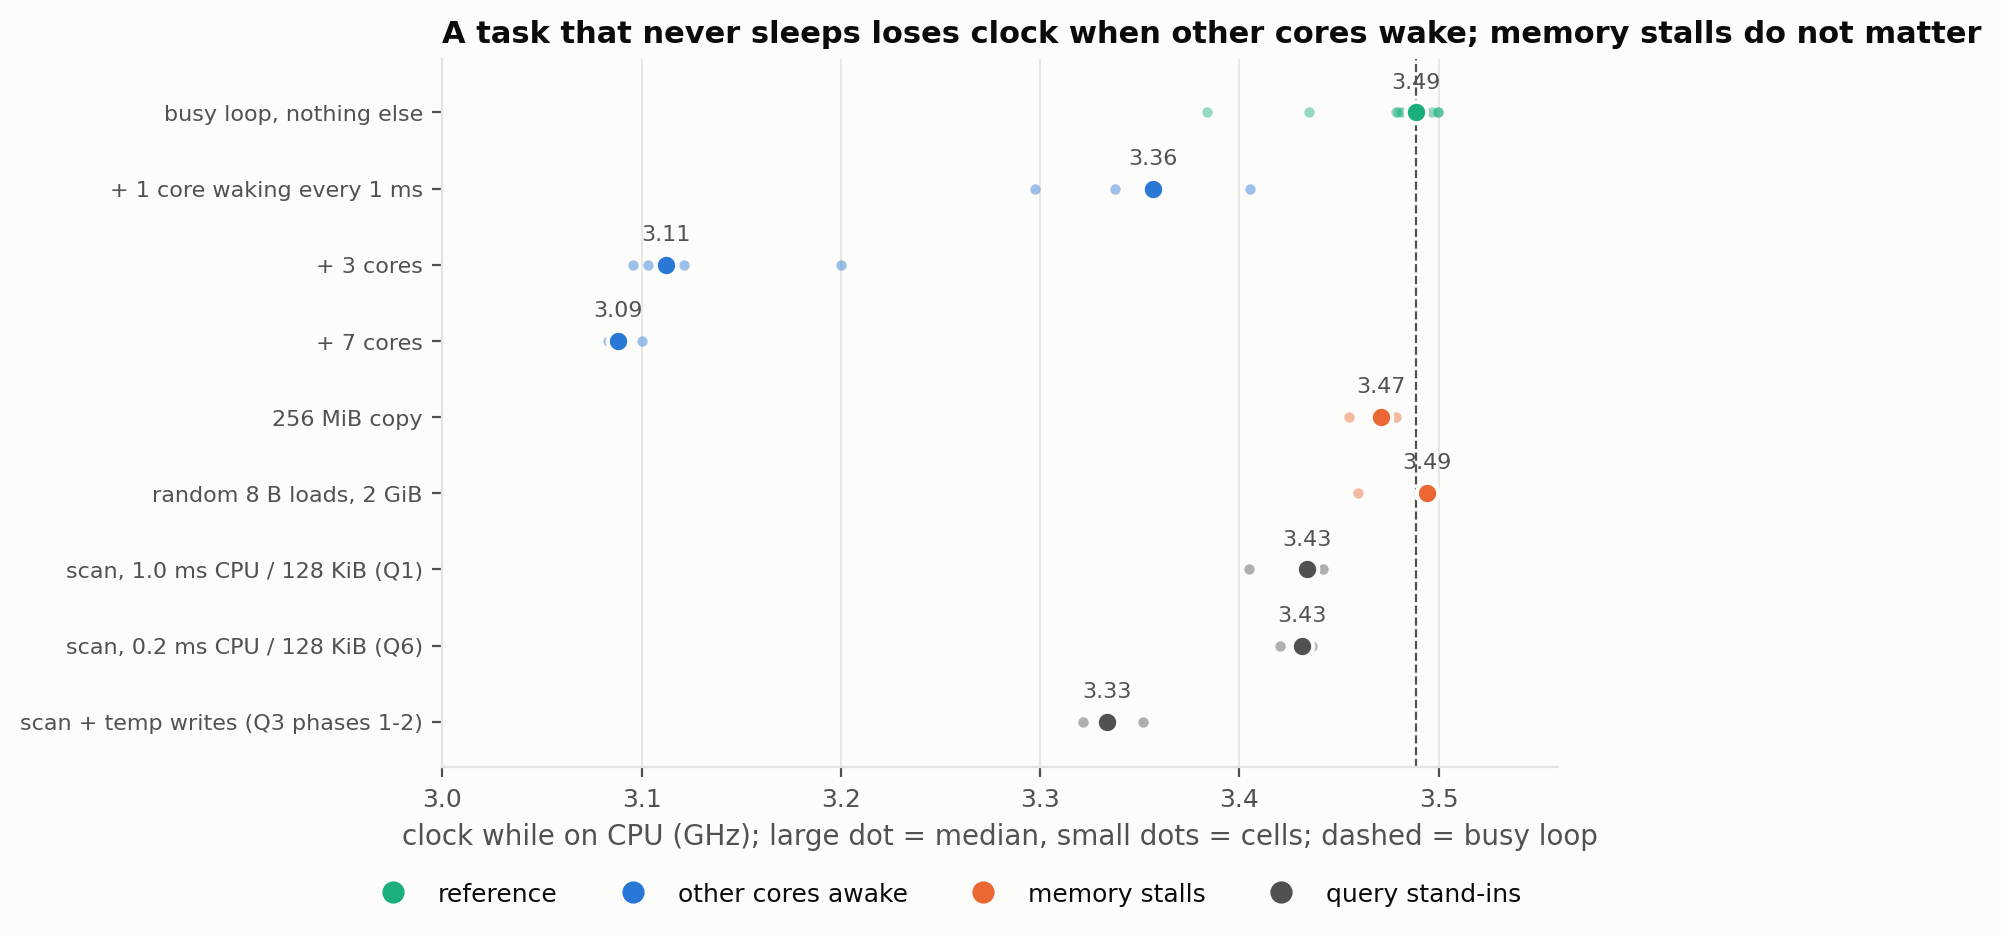 A task that never sleeps loses clock when other cores wake; memory stalls do not matter
3.49
busy loop, nothing else
3.36
+ 1 core waking every 1 ms
3.11
+ 3 cores
3.09
+ 7 cores
3.47
256 MiB copy
3.49
random 8 B loads, 2 GiB
3.43
scan, 1.0 ms CPU / 128 KiB (Q1)
3.43
scan, 0.2 ms CPU / 128 KiB (Q6)
3.33
scan + temp writes (Q3 phases 1-2)
3.0 3.1 3.2 3.3 3.4 3.5
clock while on CPU (GHz); large dot = median, small dots = cells; dashed = busy loop
reference other cores awake memory stalls query stand-ins